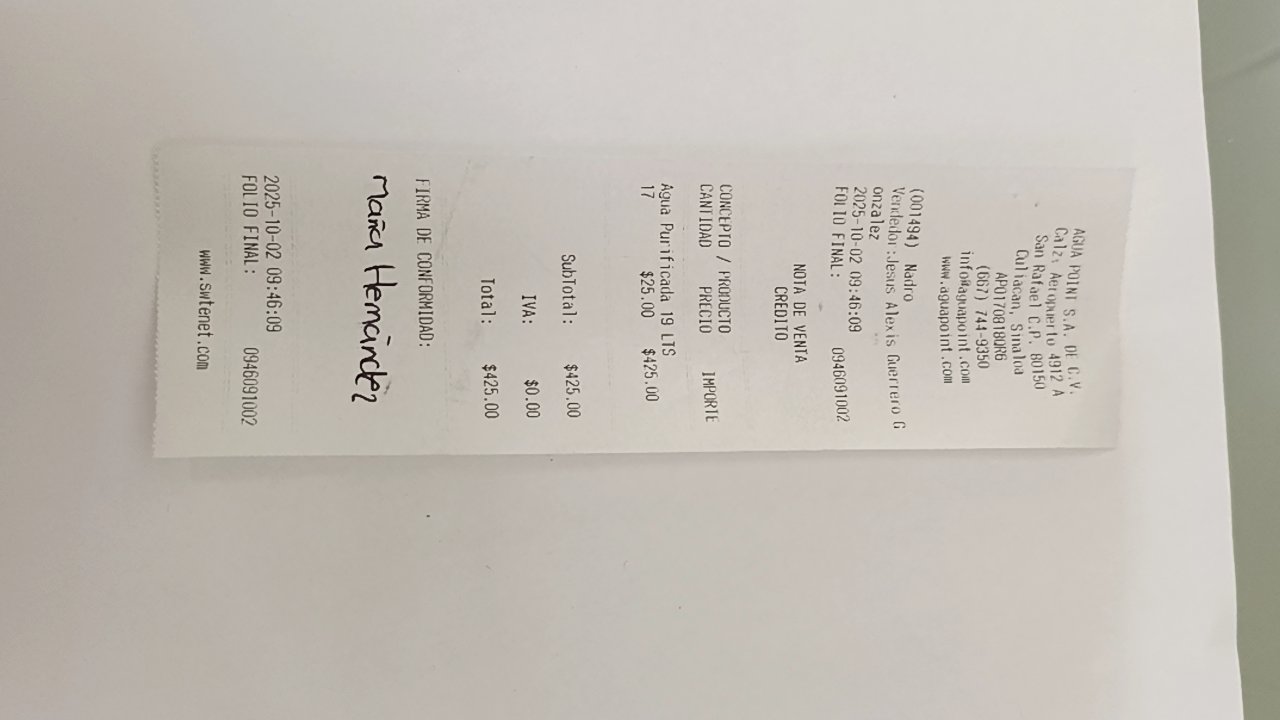 AGUA POINT S.A. DE C.V.
Calz. Aeropuerto 4912 A
San Rafael C.P. 80150
Culiacan, Sinaloa
APO170818QR6
(667) 744-9350
info@aguapoint.com
www.aguapoint.com
(001494) Nadro
Vendedor:Jesus Alexis Guerrero G
onzalez
2025-10-02 09:46:09
FOLIO FINAL: 0946091002
NOTA DE VENTA
CREDITO
CONCEPTO / PRODUCTO
CANTIDAD PRECIO IMPORTE
Agua Purificada 19 LTS
17 $25.00 $425.00
SubTotal: $425.00
IVA: $0.00
Total: $425.00
FIRMA DE CONFORMIDAD:
María Hernández
2025-10-02 09:46:09
FOLIO FINAL: 0946091002
www.swtenet.com